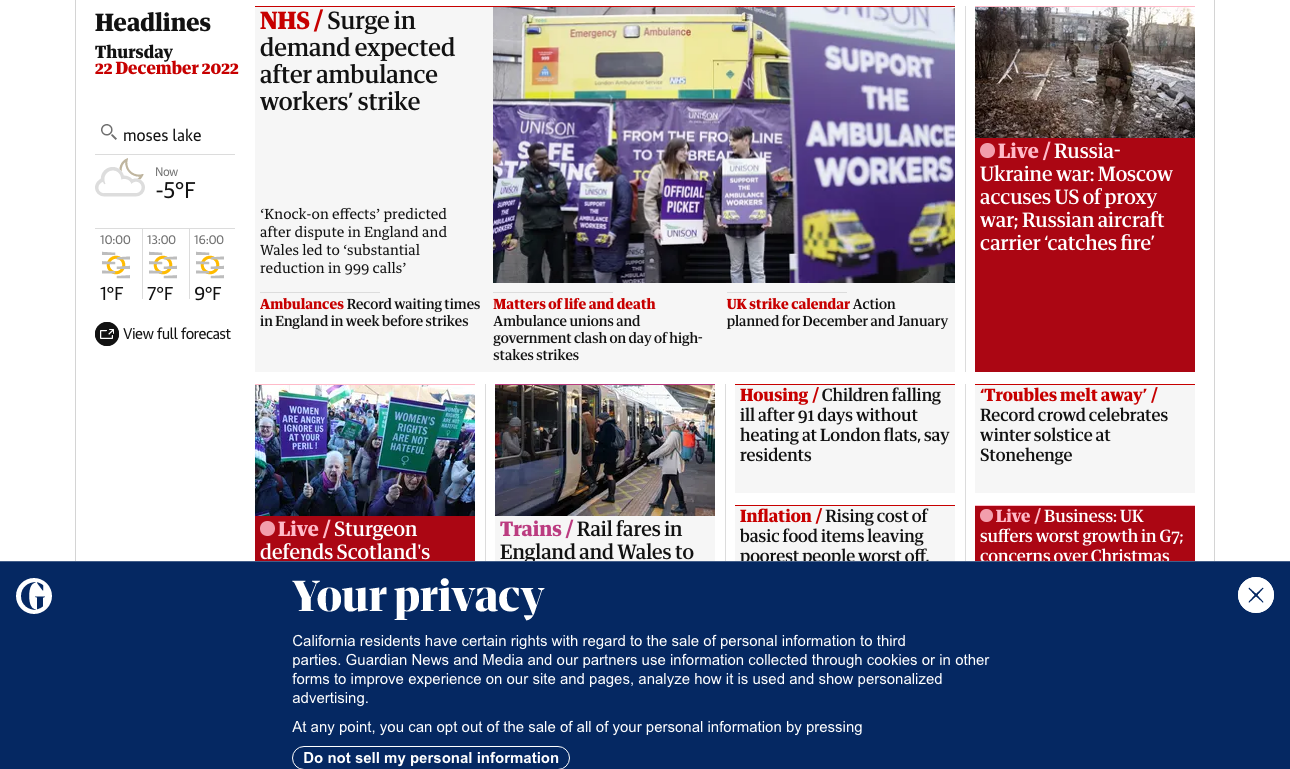 Headlines
Thursday
22 December 2022
moses lake
Now
-5°F
10:00
13:00
16:00
1°F
7°F
9°F
View full forecast
NHS / Surge in
demand expected
after ambulance
workers' strike
'Knock-on effects' predicted
after dispute in England and
Wales led to 'substantial
reduction in 999 calls'
UNISON
Emergency Ambulance
London Ambulance Service
NHS
SUPPORT
THE
AMBULANCE
WORKERS
UNISON
SAFE
STAFFING
UNISON
FROM THE FRONTLINE
TO THE BREADLINE
OFFICIAL
PICKET
UNISON
SUPPORT
THE
AMBULANCE
WORKERS
Ambulances Record waiting times
in England in week before strikes
Matters of life and death
Ambulance unions and
government clash on day of high-
stakes strikes
UK strike calendar Action
planned for December and January
Live / Russia-
Ukraine war: Moscow
accuses US of proxy
war; Russian aircraft
carrier 'catches fire'
WOMEN
ARE ANGRY
IGNORE US
AT YOUR
PERIL!
WOMEN'S
RIGHTS
ARE NOT
HATEFUL
Live / Sturgeon
defends Scotland's
Trains / Rail fares in
England and Wales to
Housing / Children falling
ill after 91 days without
heating at London flats, say
residents
Inflation / Rising cost of
basic food items leaving
poorest people worst off,
'Troubles melt away' /
Record crowd celebrates
winter solstice at
Stonehenge
Live / Business: UK
suffers worst growth in G7;
concerns over Christmas
G
Your privacy
California residents have certain rights with regard to the sale of personal information to third
parties. Guardian News and Media and our partners use information collected through cookies or in other
forms to improve experience on our site and pages, analyze how it is used and show personalized
advertising.
At any point, you can opt out of the sale of all of your personal information by pressing
Do not sell my personal information